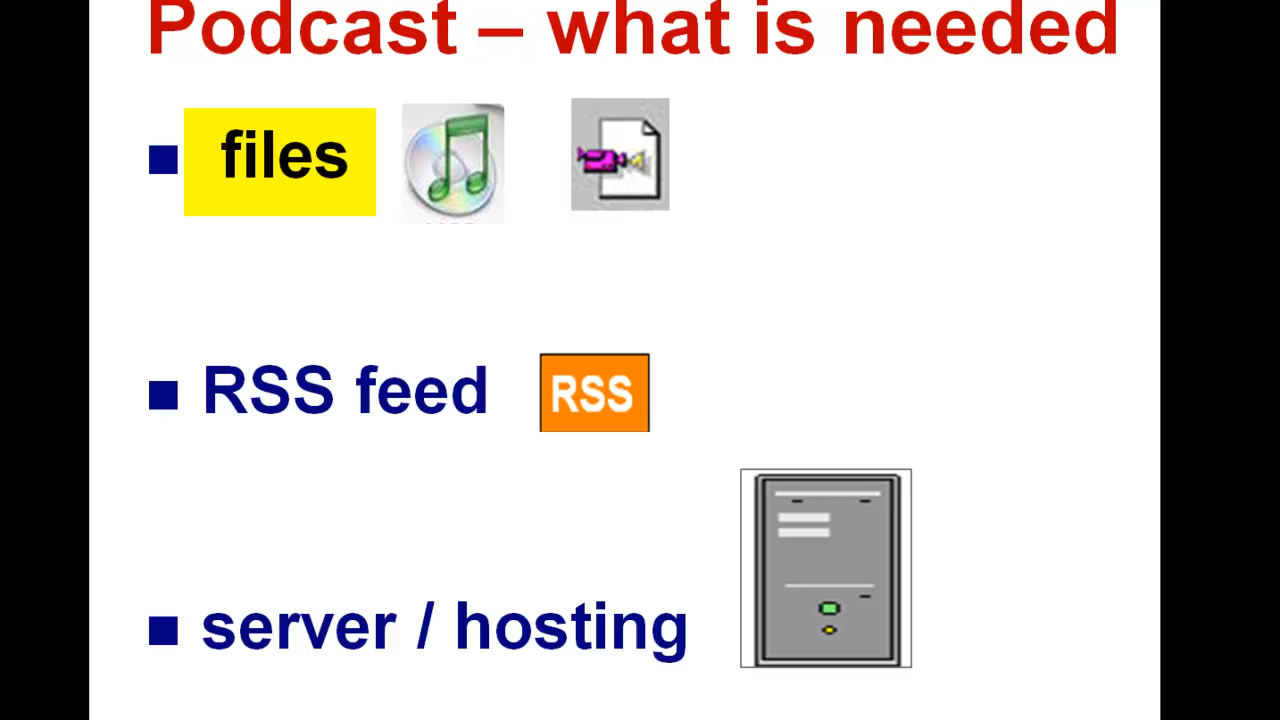 Podcast – what is needed
files
RSS feed
RSS
server / hosting